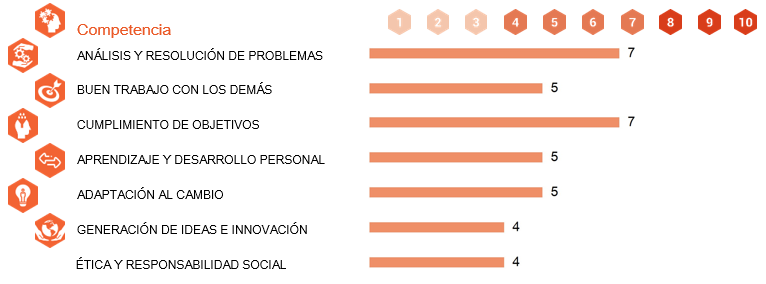 Competencia 1 2 3 4 5 6 7 8 9 10
ANÁLISIS Y RESOLUCIÓN DE PROBLEMAS 7
BUEN TRABAJO CON LOS DEMÁS 5
CUMPLIMIENTO DE OBJETIVOS 7
APRENDIZAJE Y DESARROLLO PERSONAL 5
ADAPTACIÓN AL CAMBIO 5
GENERACIÓN DE IDEAS E INNOVACIÓN 4
ÉTICA Y RESPONSABILIDAD SOCIAL 4